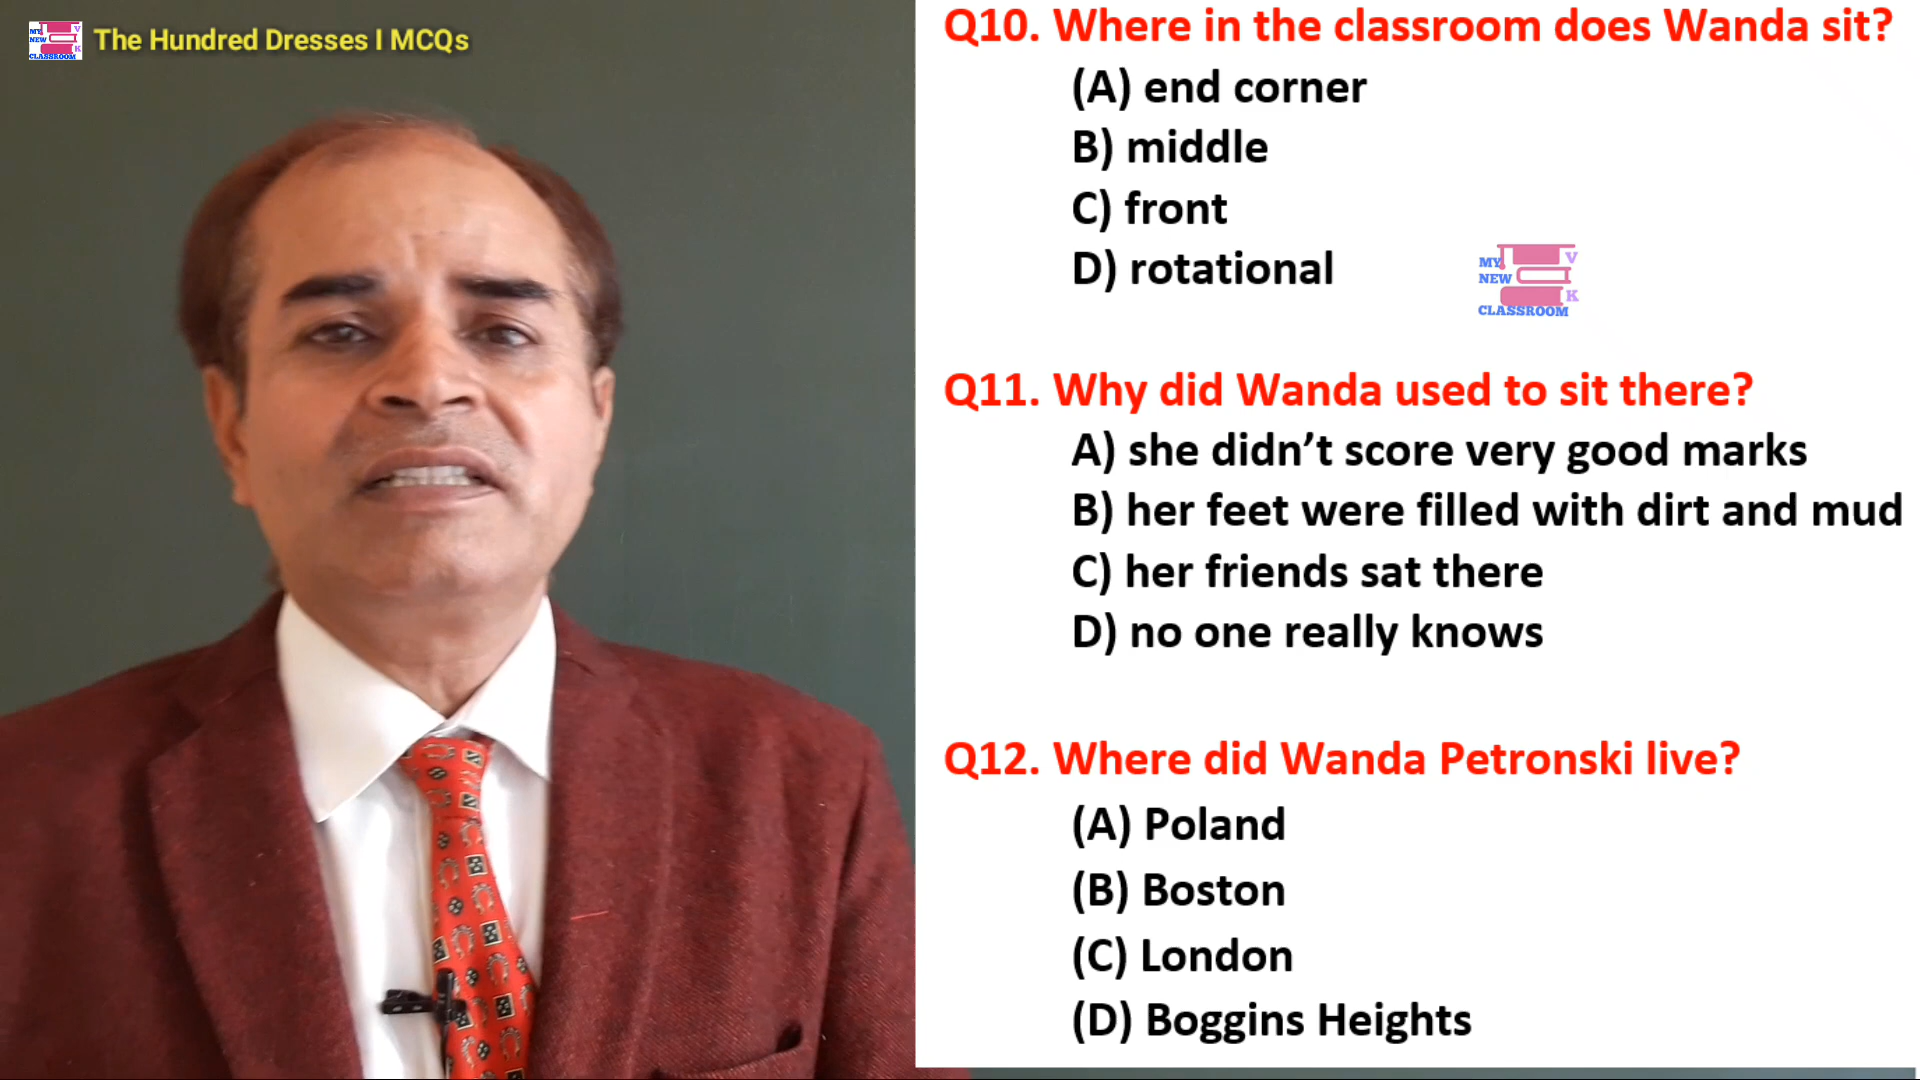 MY
NEW
CLASSROOM
V
K
The Hundred Dresses I MCQs
Q10. Where in the classroom does Wanda sit?
(A) end corner
B) middle
C) front
D) rotational
MY
NEW
CLASSROOM
V
K
Q11. Why did Wanda used to sit there?
A) she didn’t score very good marks
B) her feet were filled with dirt and mud
C) her friends sat there
D) no one really knows
Q12. Where did Wanda Petronski live?
(A) Poland
(B) Boston
(C) London
(D) Boggins Heights